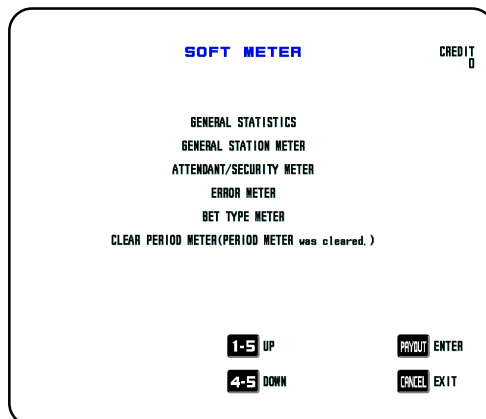 SOFT METER
CREDIT
0
GENERAL STATISTICS
GENERAL STATION METER
ATTENDANT/SECURITY METER
ERROR METER
BET TYPE METER
CLEAR PERIOD METER(PERIOD METER was cleared.)
1-5 UP
PAYOUT ENTER
4-5 DOWN
CANCEL EXIT